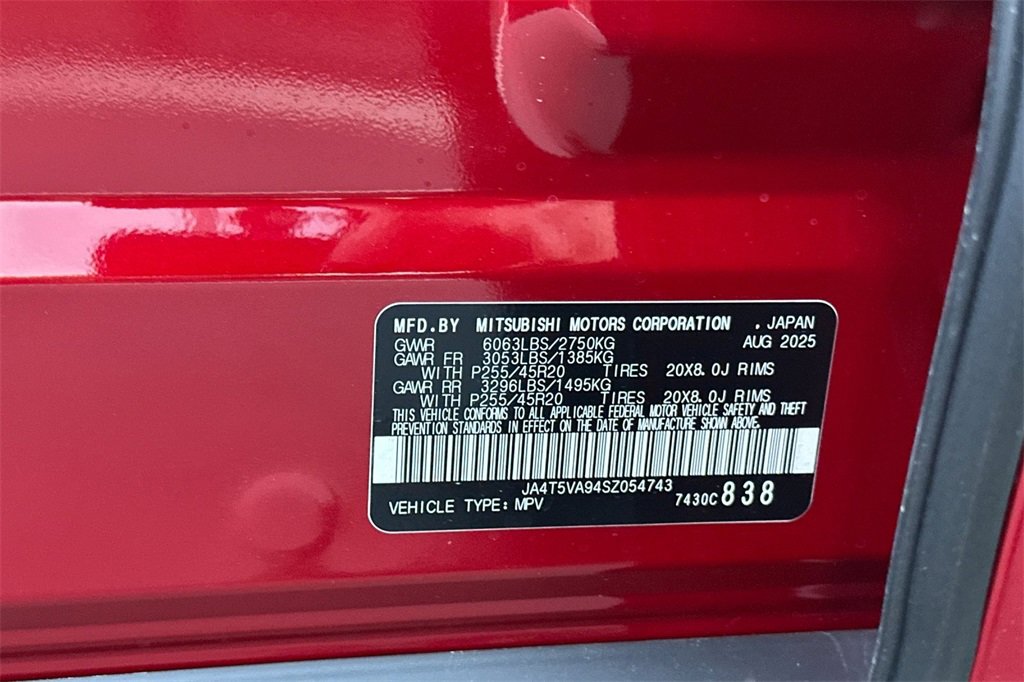 MFD.BY MITSUBISHI MOTORS CORPORATION . JAPAN
GVWR 6063LBS/2750KG AUG 2025
GAWR FR 3053LBS/1385KG
WITH P255/45R20 TIRES 20X8.0J RIMS
GAWR RR 3296LBS/1495KG
WITH P255/45R20 TIRES 20X8.0J RIMS
THIS VEHICLE CONFORMS TO ALL APPLICABLE FEDERAL MOTOR VEHICLE SAFETY AND THEFT
PREVENTION STANDARDS IN EFFECT ON THE DATE OF MANUFACTURE SHOWN ABOVE.
JA4T5VA94SZ054743
VEHICLE TYPE: MPV 7430C 838